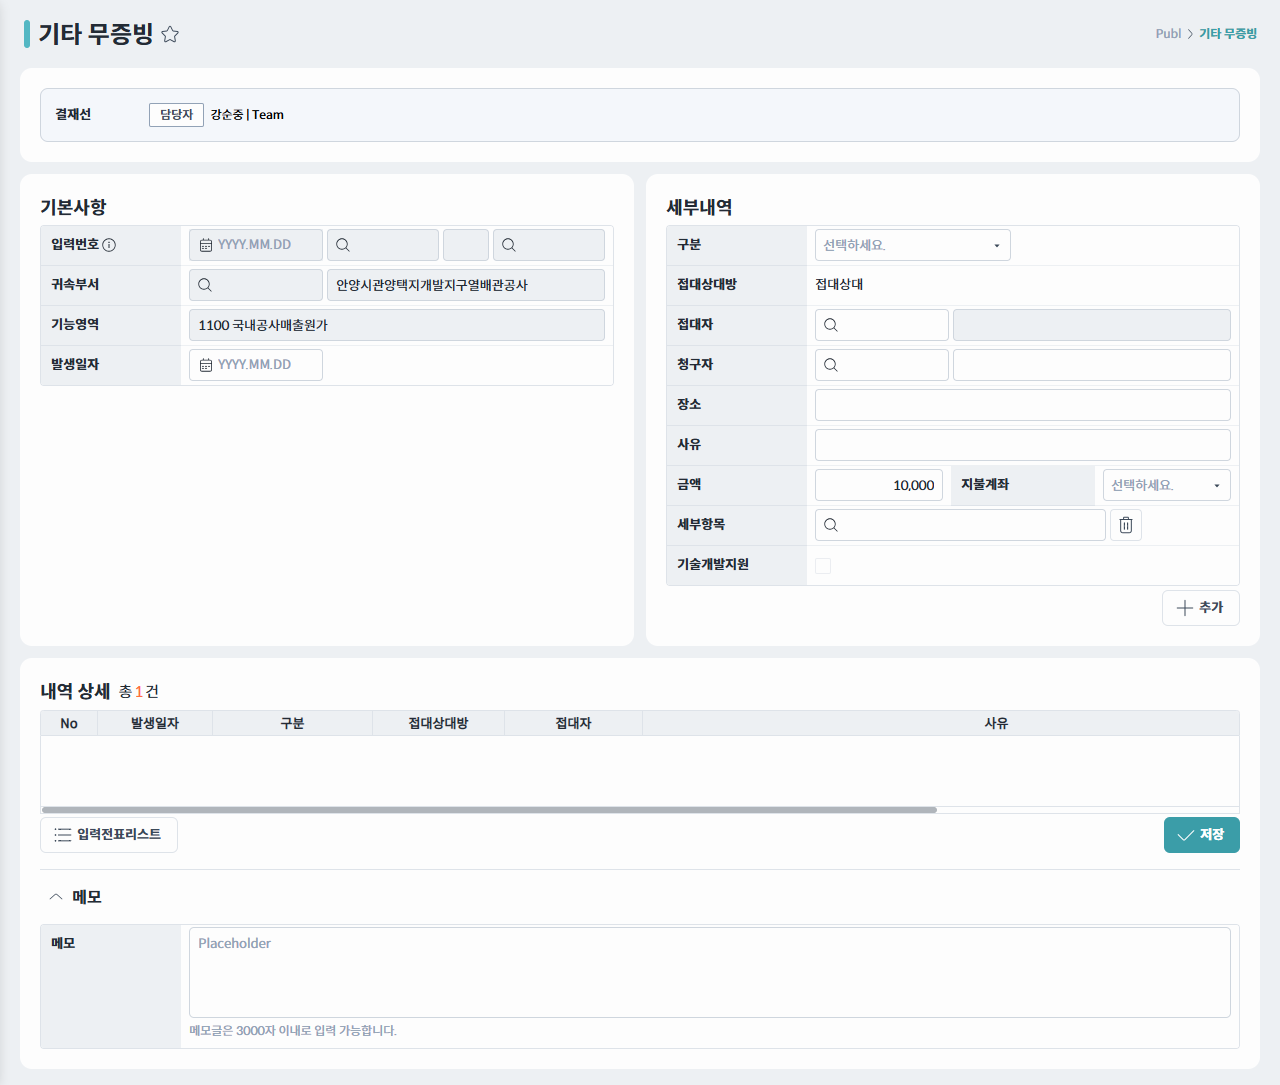 기타 무증빙
Publ > 기타 무증빙
결재선 담당자 강순중 | Team
기본사항
입력번호 YYYY.MM.DD
귀속부서 안양시관양택지개발지구열배관공사
기능영역 1100 국내공사매출원가
발생일자 YYYY.MM.DD
세부내역
구분 선택하세요.
접대상대방 접대상대
접대자
청구자
장소
사유
금액 10,000 지불계좌 선택하세요.
세부항목
기술개발지원
추가
내역 상세 총 1 건
No 발생일자 구분 접대상대방 접대자 사유
입력전표리스트 저장
메모
메모 Placeholder
메모글은 3000자 이내로 입력 가능합니다.